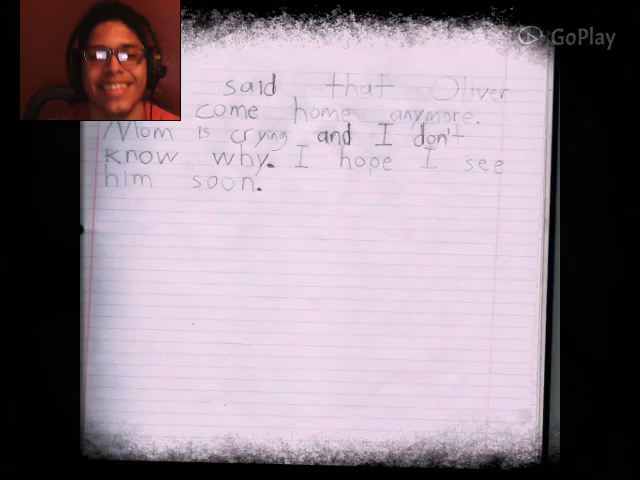 GoPlay
said that Oliver
come home anymore.
Mom is crying and I don't
know why. I hope I see
him soon.